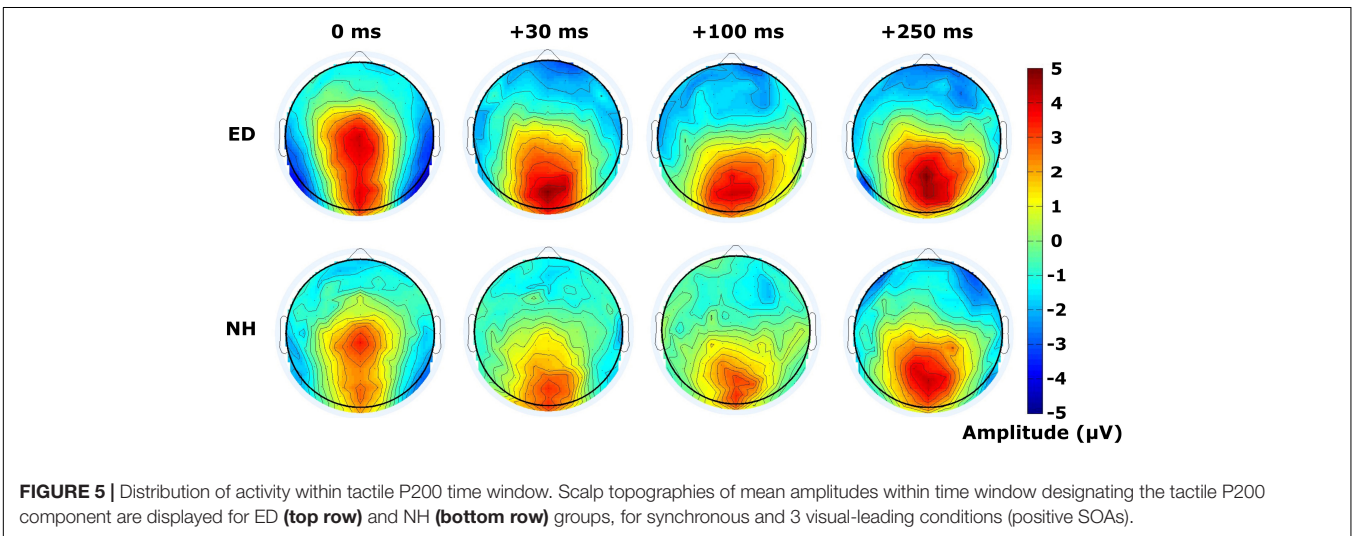 0 ms +30 ms +100 ms +250 ms
ED
NH
5
4
3
2
1
0
-1
-2
-3
-4
-5
Amplitude (μV)
FIGURE 5 | Distribution of activity within tactile P200 time window. Scalp topographies of mean amplitudes within time window designating the tactile P200
component are displayed for ED (top row) and NH (bottom row) groups, for synchronous and 3 visual-leading conditions (positive SOAs).